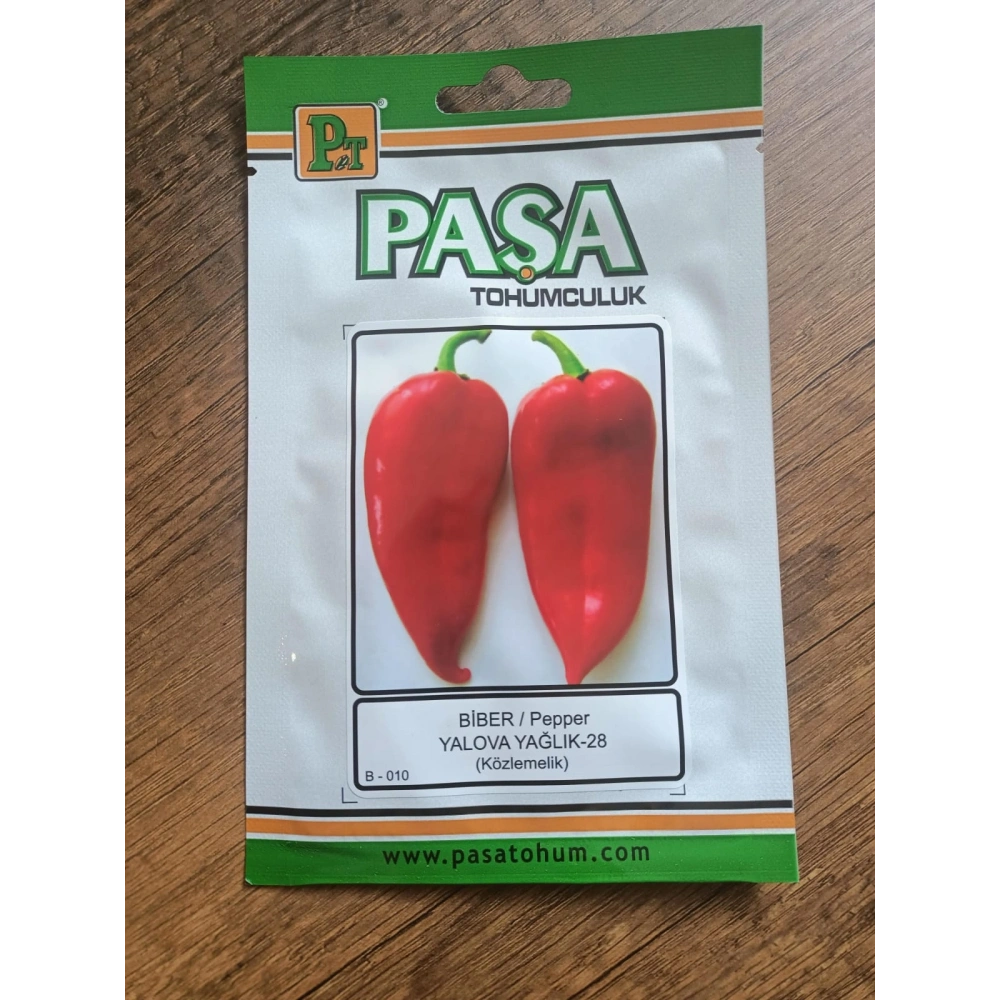 P&T
®
PAŞA
TOHUMCULUK
BİBER / Pepper
YALOVA YAĞLIK-28
(Közlemelik)
B - 010
www.pasatohum.com